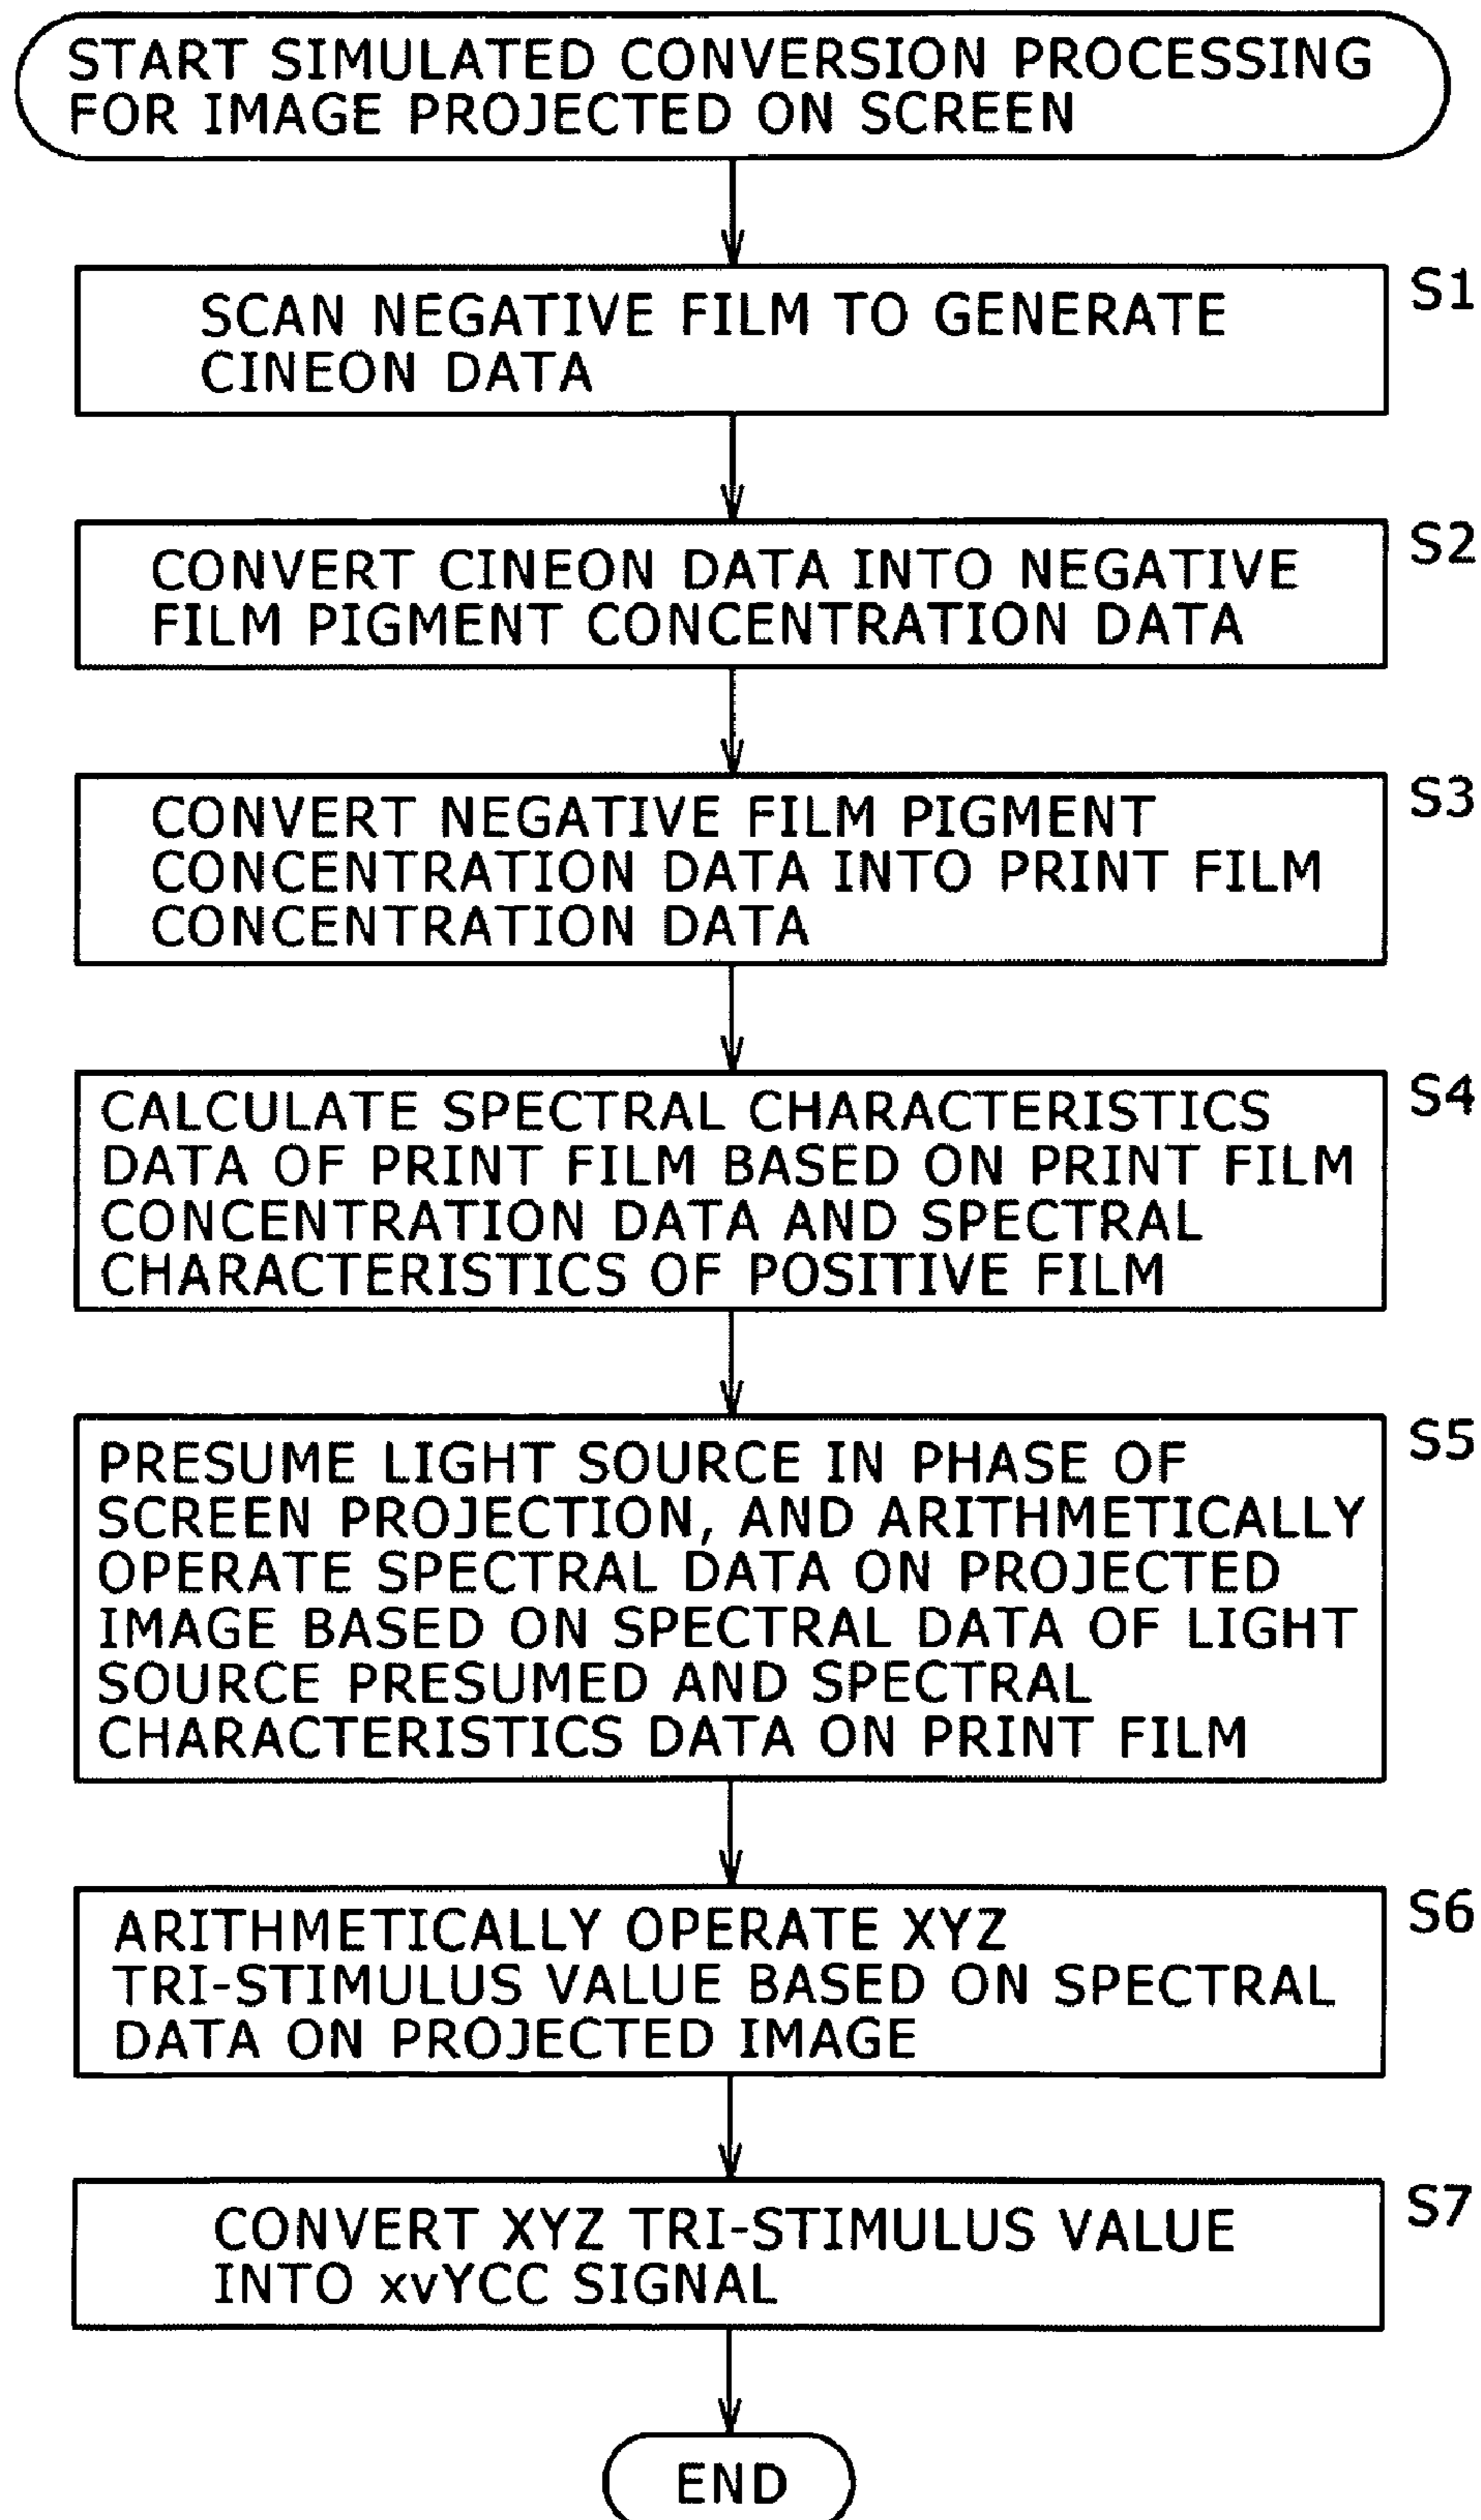 START SIMULATED CONVERSION PROCESSING
FOR IMAGE PROJECTED ON SCREEN
S1
SCAN NEGATIVE FILM TO GENERATE
CINEON DATA
S2
CONVERT CINEON DATA INTO NEGATIVE
FILM PIGMENT CONCENTRATION DATA
S3
CONVERT NEGATIVE FILM PIGMENT
CONCENTRATION DATA INTO PRINT FILM
CONCENTRATION DATA
S4
CALCULATE SPECTRAL CHARACTERISTICS
DATA OF PRINT FILM BASED ON PRINT FILM
CONCENTRATION DATA AND SPECTRAL
CHARACTERISTICS OF POSITIVE FILM
S5
PRESUME LIGHT SOURCE IN PHASE OF
SCREEN PROJECTION, AND ARITHMETICALLY
OPERATE SPECTRAL DATA ON PROJECTED
IMAGE BASED ON SPECTRAL DATA OF LIGHT
SOURCE PRESUMED AND SPECTRAL
CHARACTERISTICS DATA ON PRINT FILM
S6
ARITHMETICALLY OPERATE XYZ
TRI-STIMULUS VALUE BASED ON SPECTRAL
DATA ON PROJECTED IMAGE
S7
CONVERT XYZ TRI-STIMULUS VALUE
INTO xvYCC SIGNAL
END